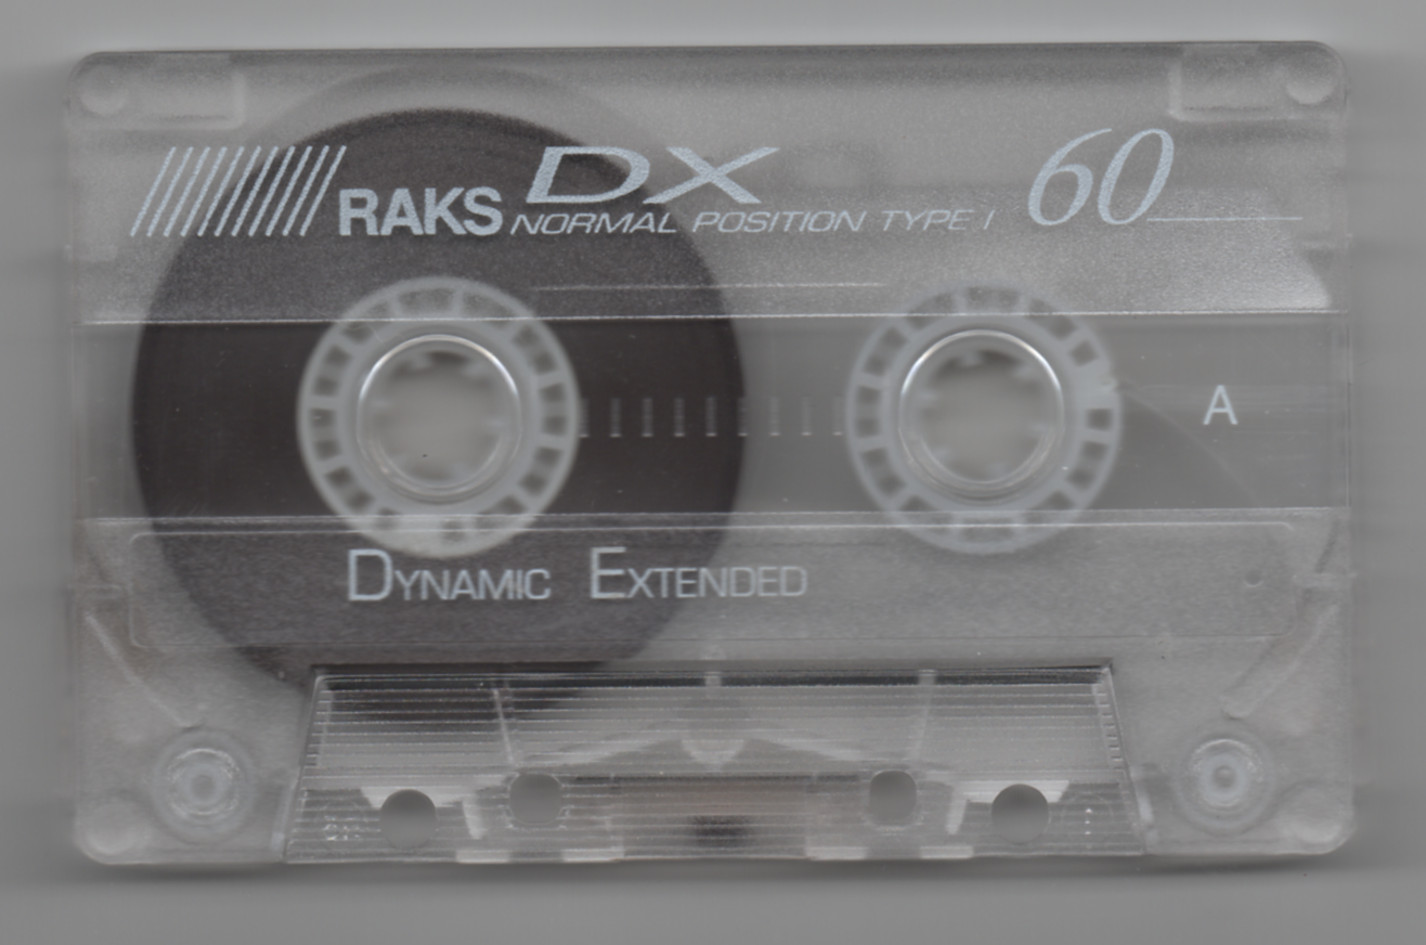 RAKS DX 60
NORMAL POSITION TYPE I
A
DYNAMIC EXTENDED